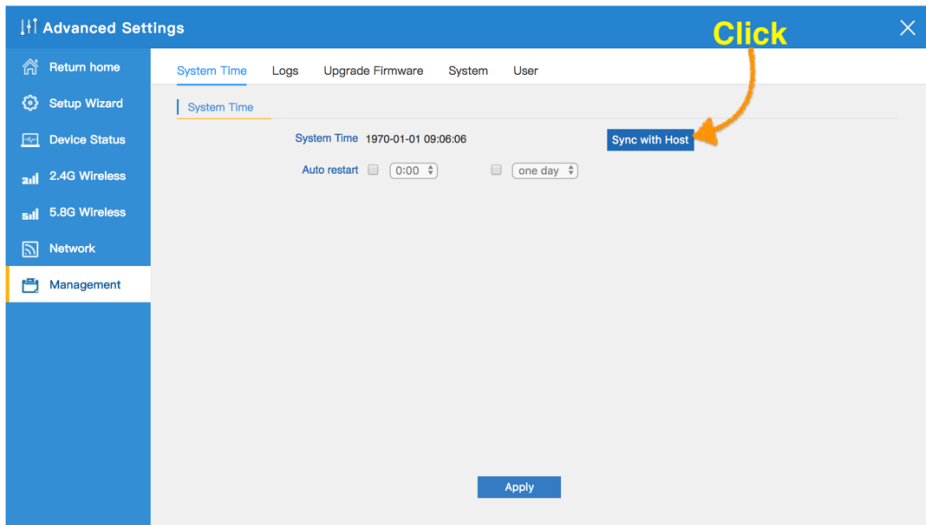 Advanced Settings
Click
Return home
Setup Wizard
Device Status
2.4G Wireless
5.8G Wireless
Network
Management
System Time Logs Upgrade Firmware System User
System Time
System Time 1970-01-01 09:06:06 Sync with Host
Auto restart 0:00 one day
Apply